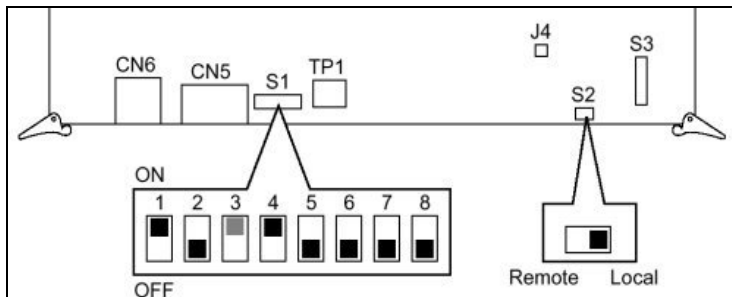 J4
S3
CN6
CN5
S1
TP1
S2
ON
1 2 3 4 5 6 7 8
OFF
Remote Local